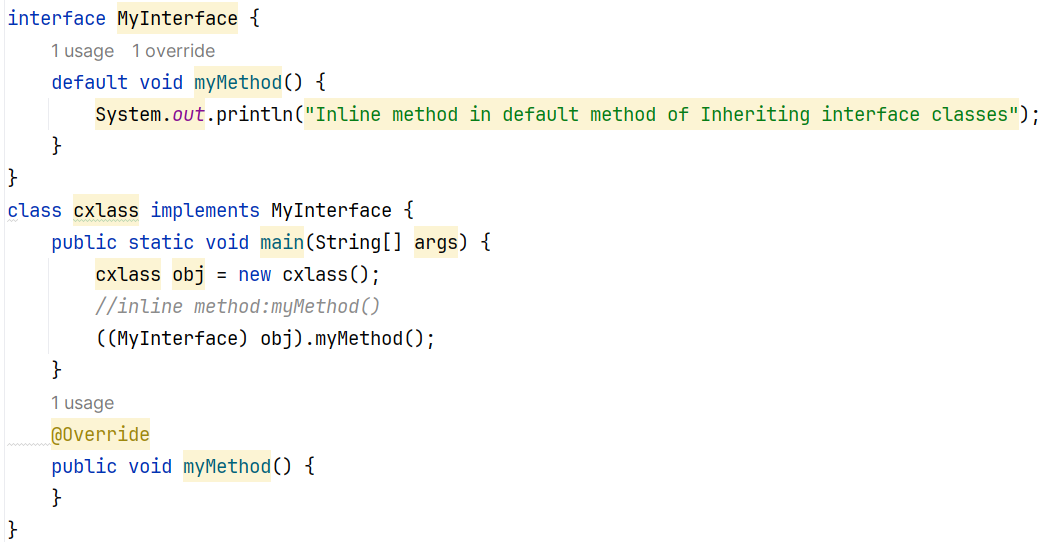 interface MyInterface {
1 usage   1 override
    default void myMethod() {
        System.out.println("Inline method in default method of Inheriting interface classes");
    }
}
class cxlass implements MyInterface {
    public static void main(String[] args) {
        cxlass obj = new cxlass();
        //inline method:myMethod()
        ((MyInterface) obj).myMethod();
    }
    1 usage
    @Override
    public void myMethod() {
    }
}